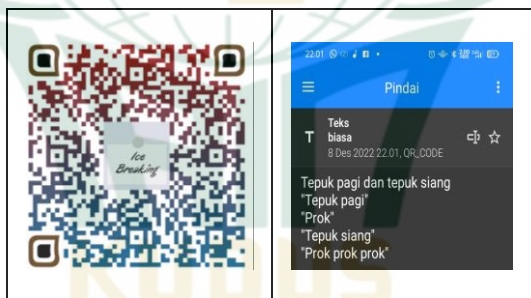 Ice
Breaking
22.01
Pindai
T Teks
biasa
8 Des 2022 22.01, QR_CODE
Tepuk pagi dan tepuk siang
"Tepuk pagi"
"Prok"
"Tepuk siang"
"Prok prok prok"
KUDUS